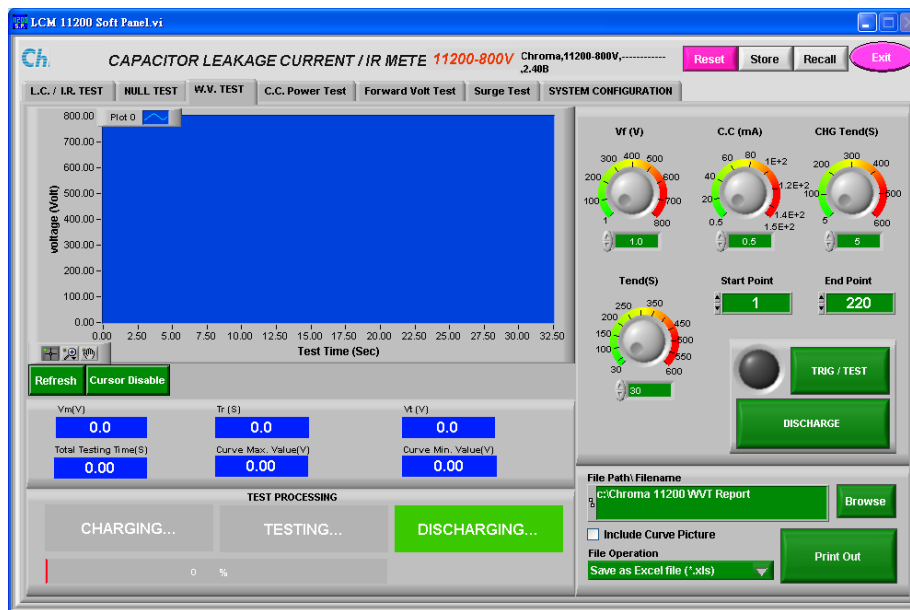 LCM 11200 Soft Panel.vi
Ch.
CAPACITOR LEAKAGE CURRENT / IR METE 11200-800V
Chroma,11200-800V,------------
,2.40B
Reset Store Recall Exit
L.C. / I.R. TEST NULL TEST W.V. TEST C.C. Power Test Forward Volt Test Surge Test SYSTEM CONFIGURATION
Plot 0
voltage (Volt)
800.00
700.00
600.00
500.00
400.00
300.00
200.00
100.00
0.00
0.00 2.50 5.00 7.50 10.00 12.50 15.00 17.50 20.00 22.50 25.00 27.50 30.00 32.50
Test Time (Sec)
Refresh Cursor Disable
Vm(V) Tr (S) Vt (V)
0.0 0.0 0.0
Total Testing Time(S) Curve Max. Value(V) Curve Min. Value(V)
0.00 0.00 0.00
TEST PROCESSING
CHARGING... TESTING... DISCHARGING...
0 %
Vf (V)
1 100 200 300 400 500 600 700 800
1.0
C.C (mA)
0.5 20 40 60 80 1E+2 1.2E+2 1.4E+2 1.5E+2
0.5
CHG Tend(S)
5 100 200 300 400 500 600
5
Tend(S)
30 100 150 200 250 350 450 500 550 600
30
Start Point End Point
1 220
TRIG / TEST
DISCHARGE
File Path\ Filename
c:\Chroma 11200 WVT Report
Browse
Include Curve Picture
File Operation
Save as Excel file (*.xls)
Print Out